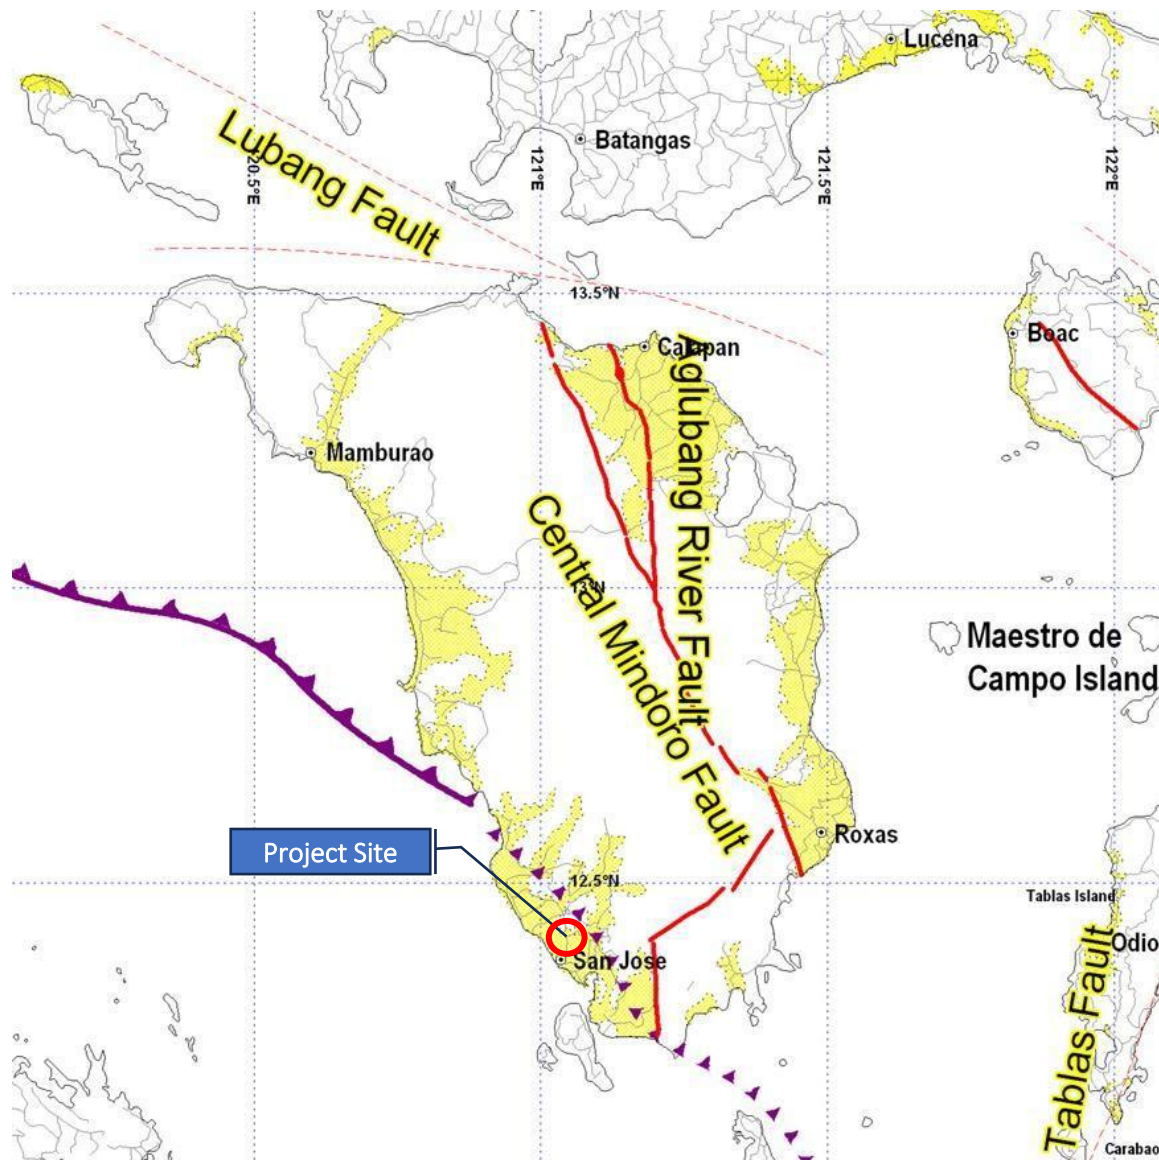 Lucena
Batangas
Lubang Fault
120.5°E
121°E
121.5°E
122°E
13.5°N
Calapan
Boac
Aglubang River Fault
Mamburao
Central Mindoro Fault
13°N
Maestro de
Campo Island
Project Site
Roxas
12.5°N
Tablas Island
Odio
San Jose
Tablas Fault
Carabao